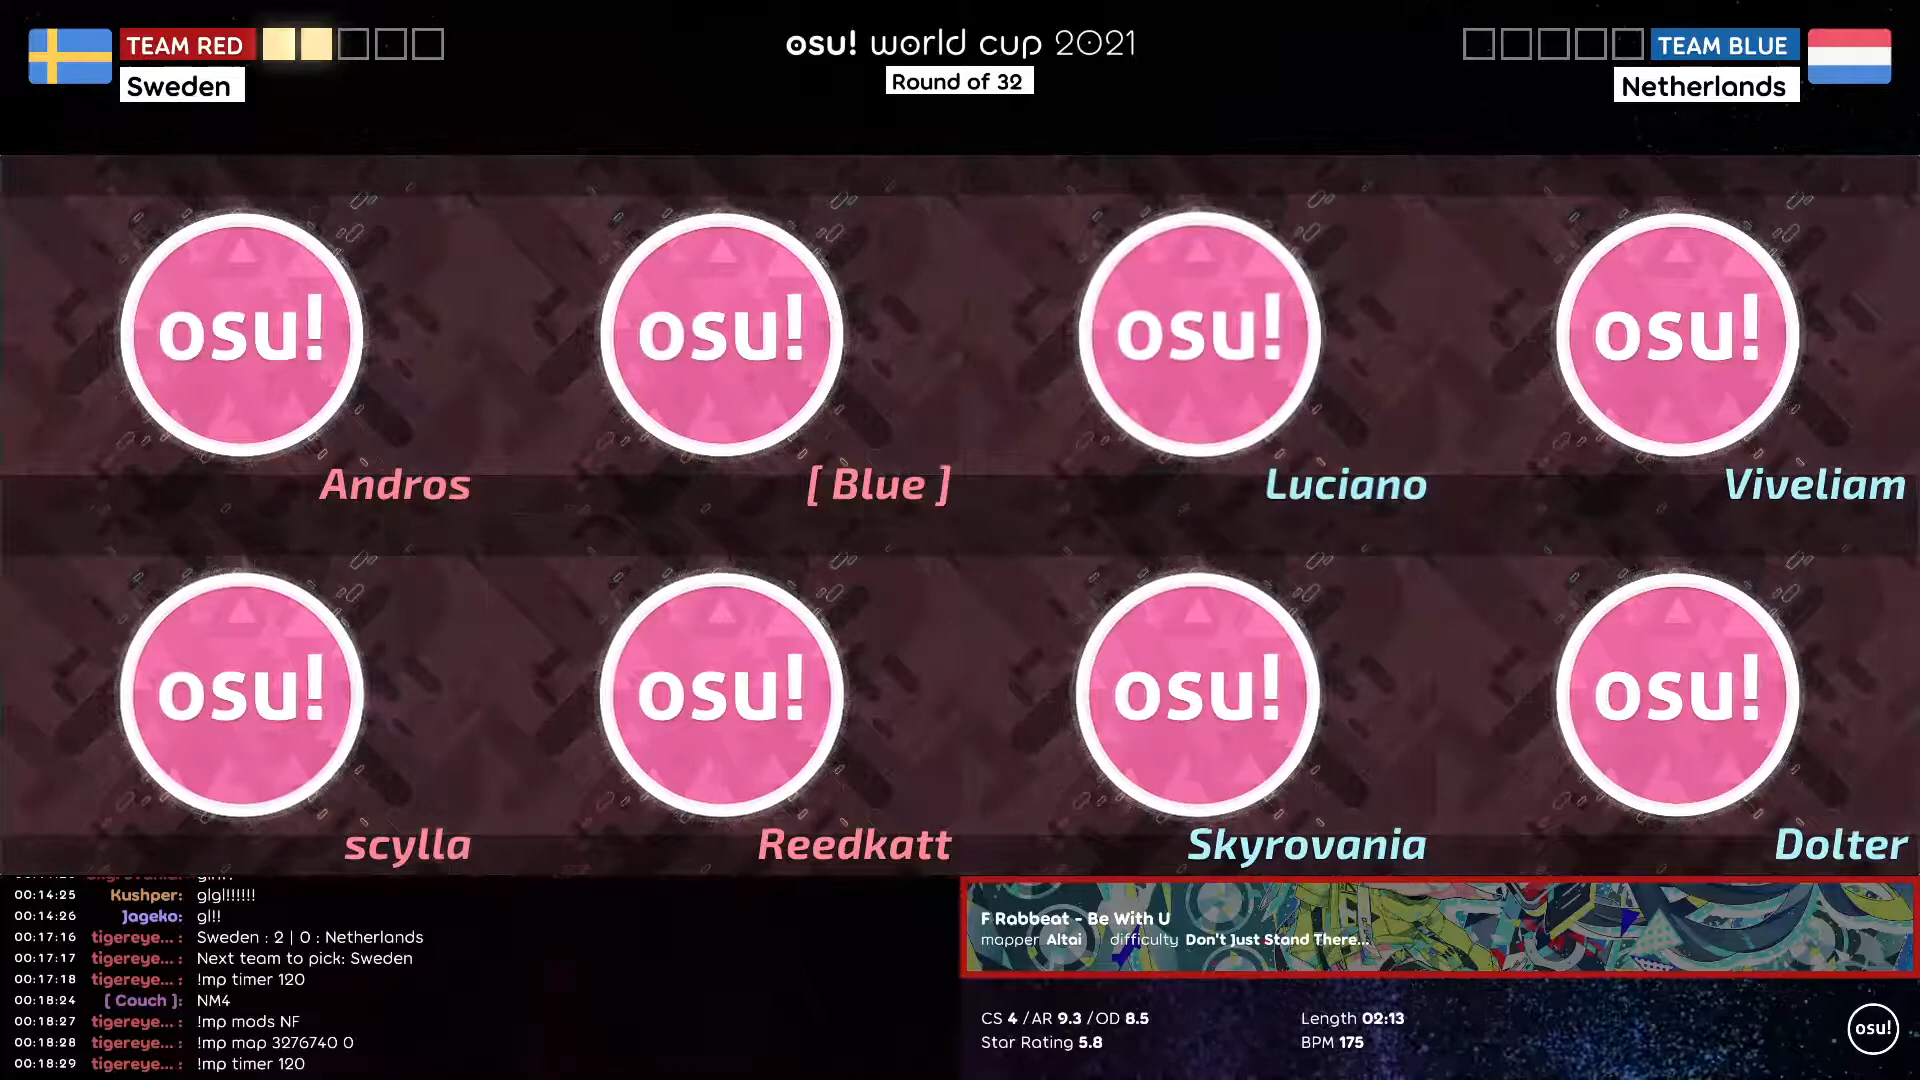 TEAM RED
Sweden
osu! world cup 2021
Round of 32
TEAM BLUE
Netherlands
osu!
osu!
osu!
osu!
Andros
[ Blue ]
Luciano
Viveliam
osu!
osu!
osu!
osu!
scylla
Reedkatt
Skyrovania
Dolter
00:14:25 Kushper: glgl!!!!!!
00:14:26 Jageko: gl!!
00:17:16 tigereye... : Sweden : 2 | 0 : Netherlands
00:17:17 tigereye... : Next team to pick: Sweden
00:17:18 tigereye... : !mp timer 120
00:18:24 [ Couch ]: NM4
00:18:27 tigereye... : !mp mods NF
00:18:28 tigereye... : !mp map 3276740 0
00:18:29 tigereye... : !mp timer 120
F Rabbeat - Be With U
mapper Altai difficulty Don't Just Stand There...
CS 4 / AR 9.3 / OD 8.5
Star Rating 5.8
Length 02:13
BPM 175
osu!